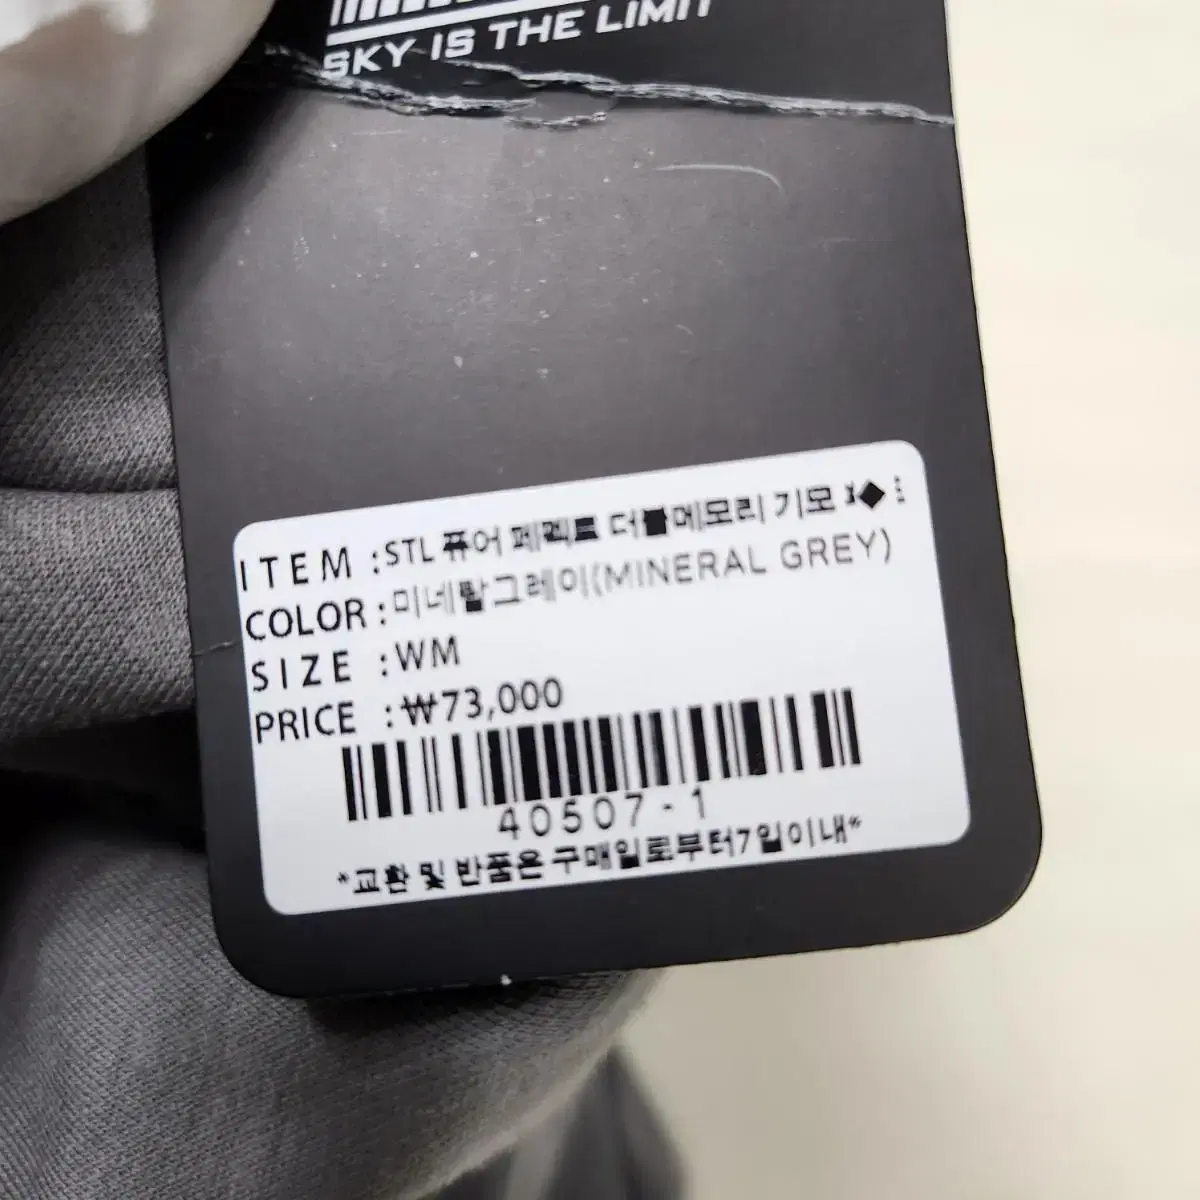 SKY IS THE LIMIT
ITEM :STL 퓨어 퍼펙트 더블메모리 기모
COLOR:미네랄그레이(MINERAL GREY)
SIZE :WM
PRICE :₩73,000
40507-1
*교환 및 반품은 구매일로부터7일이내*